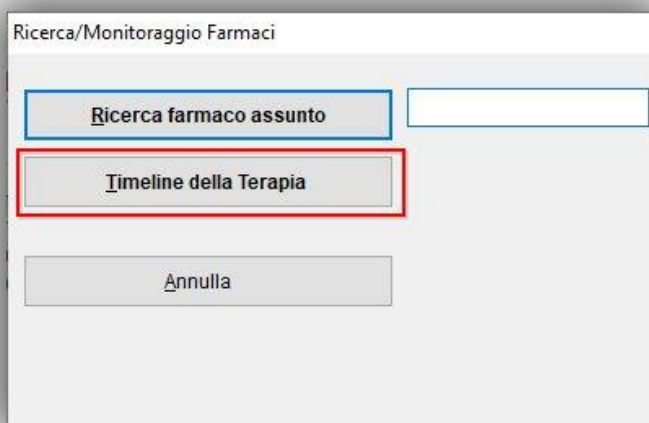 Ricerca/Monitoraggio Farmaci
Ricerca farmaco assunto
Timeline della Terapia
Annulla